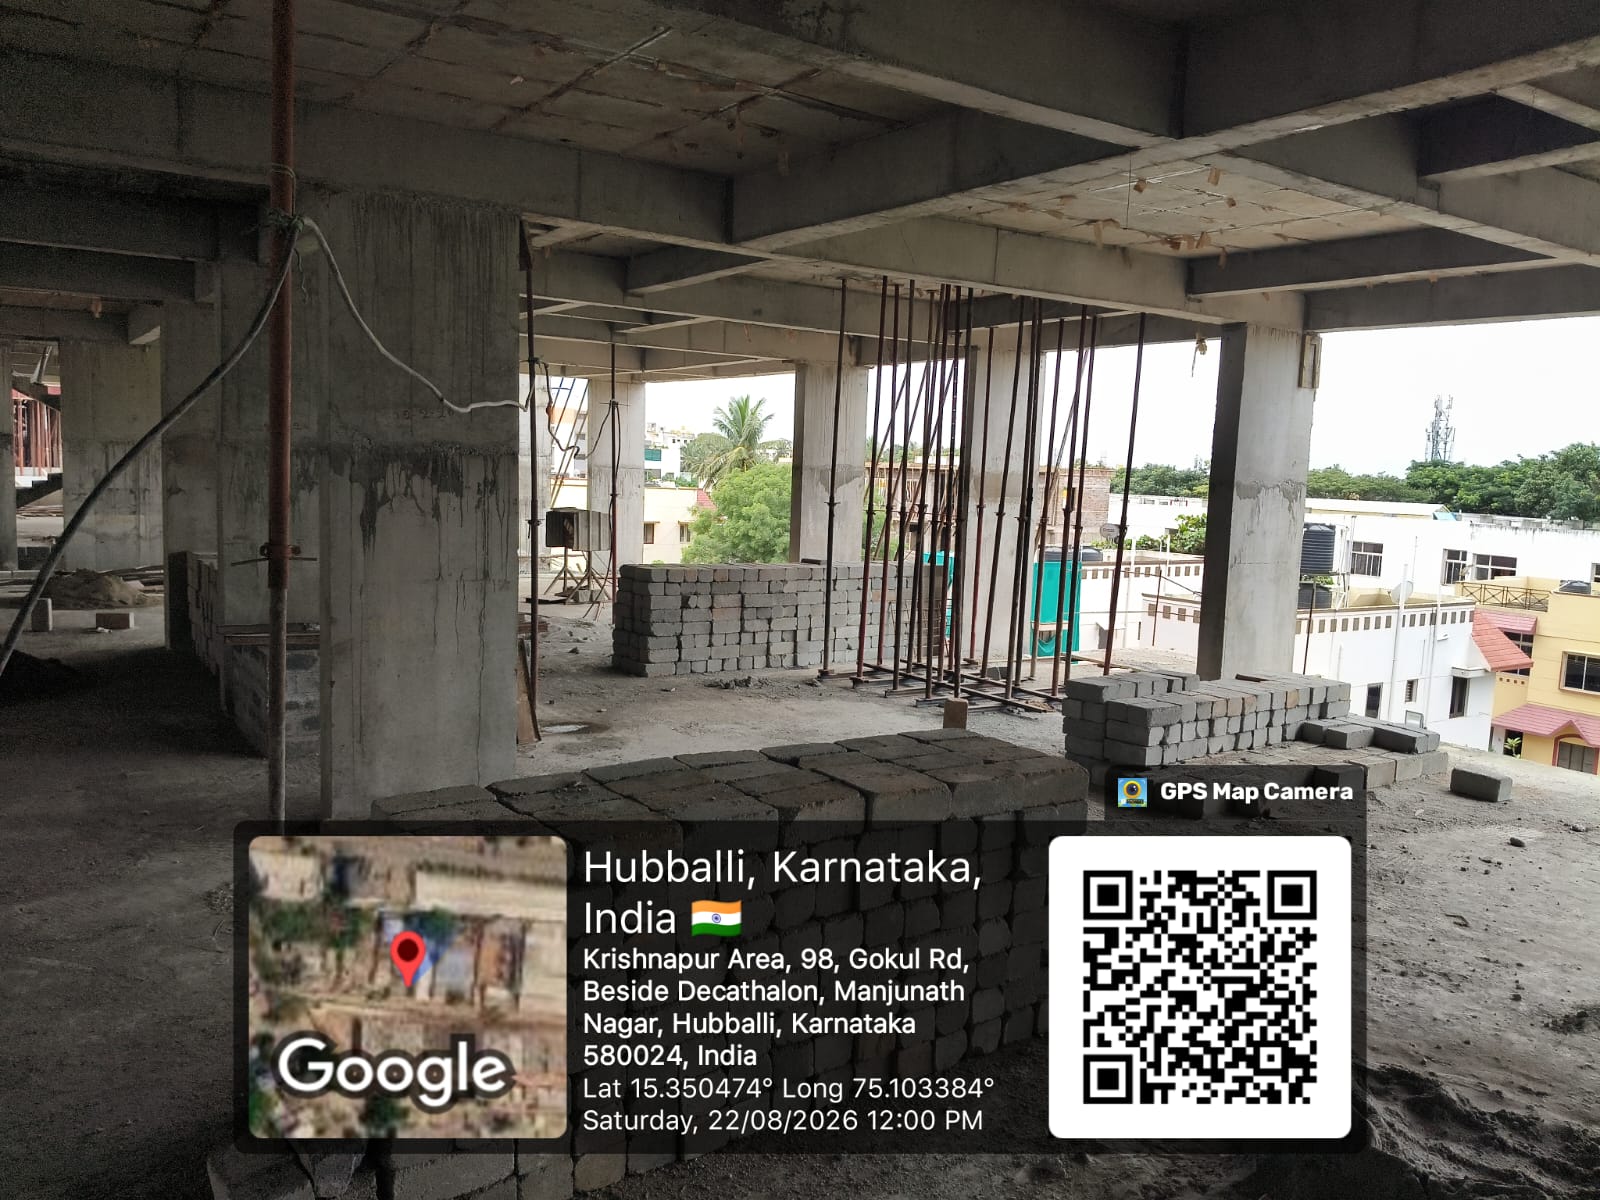 GPS Map Camera
Hubballi, Karnataka,
India 🇮🇳
Krishnapur Area, 98, Gokul Rd,
Beside Decathalon, Manjunath
Nagar, Hubballi, Karnataka
580024, India
Lat 15.350474° Long 75.103384°
Saturday, 22/08/2026 12:00 PM
Google